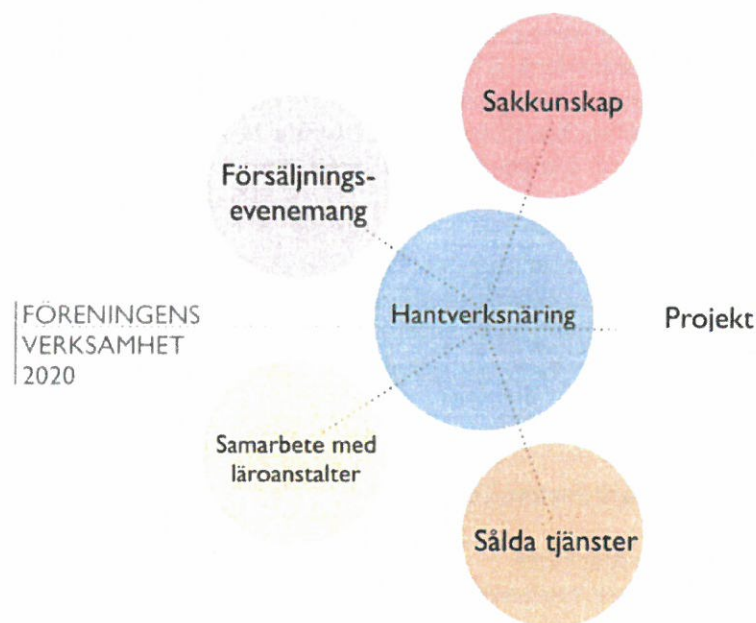 Sakkunskap
Försäljnings-
evenemang
FÖRENINGENS
VERKSAMHET
2020
Hantverksnäring
Projekt
Samarbete med
läroanstalter
Sålda tjänster